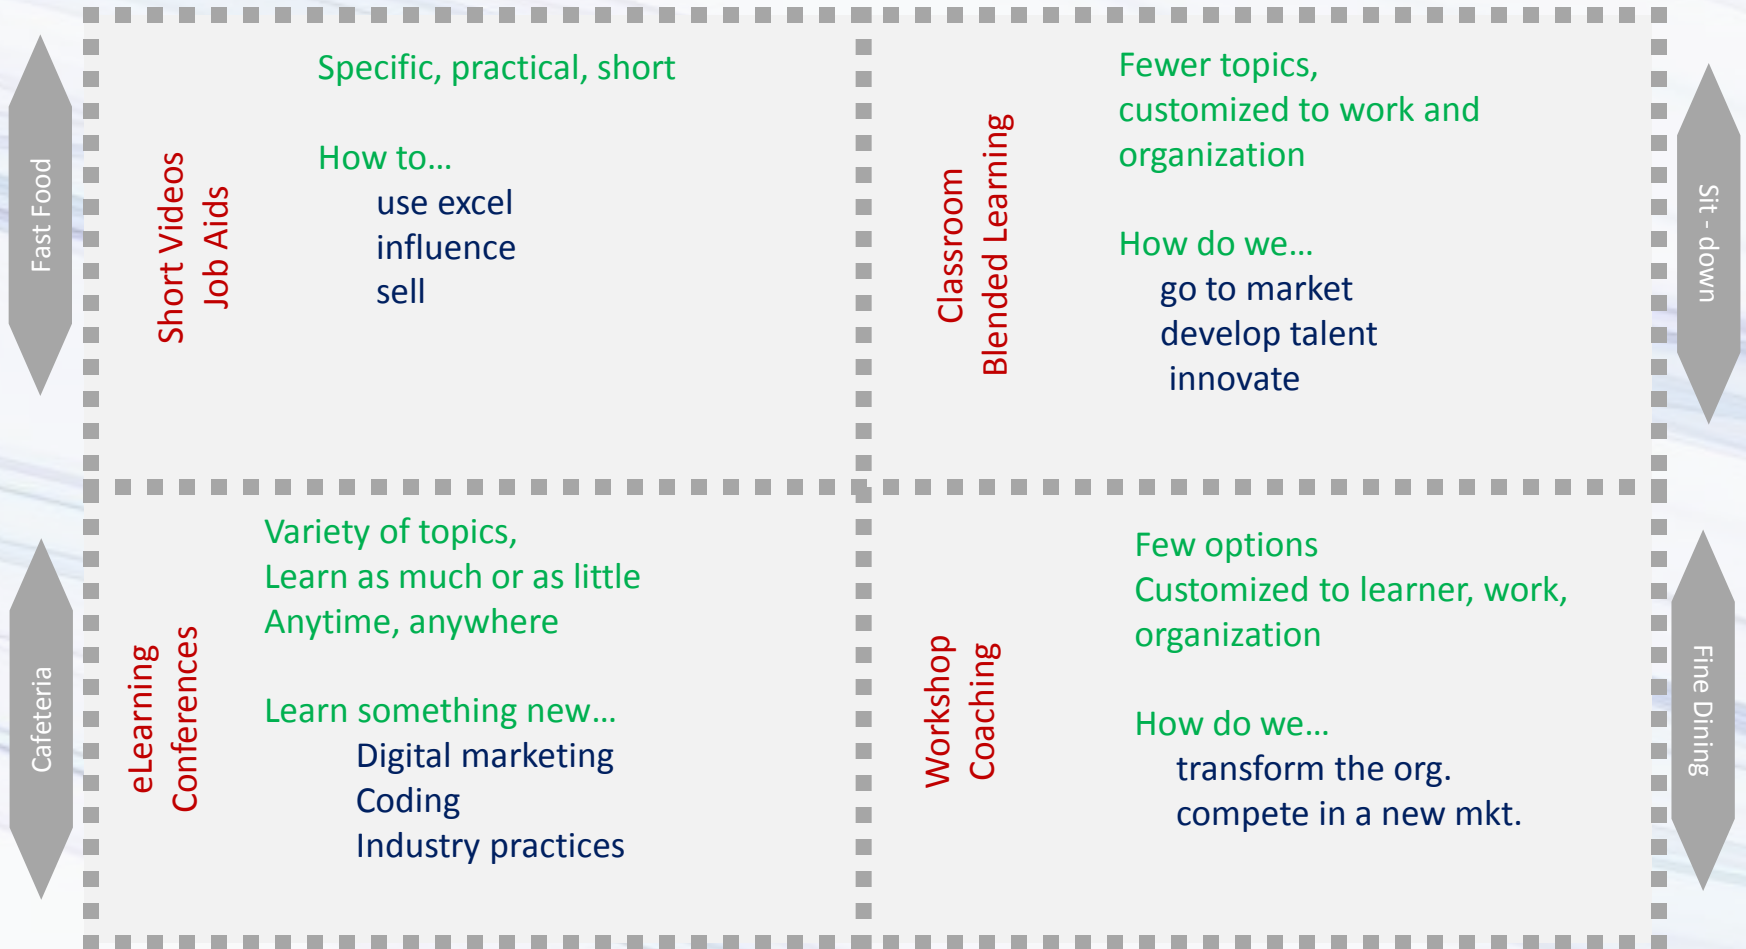 Fast Food
Short Videos
Job Aids
Specific, practical, short
How to...
use excel
influence
sell
Classroom
Blended Learning
Fewer topics,
customized to work and
organization
How do we...
go to market
develop talent
innovate
Sit - down
Cafeteria
eLearning
Conferences
Variety of topics,
Learn as much or as little
Anytime, anywhere
Learn something new...
Digital marketing
Coding
Industry practices
Workshop
Coaching
Few options
Customized to learner, work,
organization
How do we...
transform the org.
compete in a new mkt.
Fine Dining